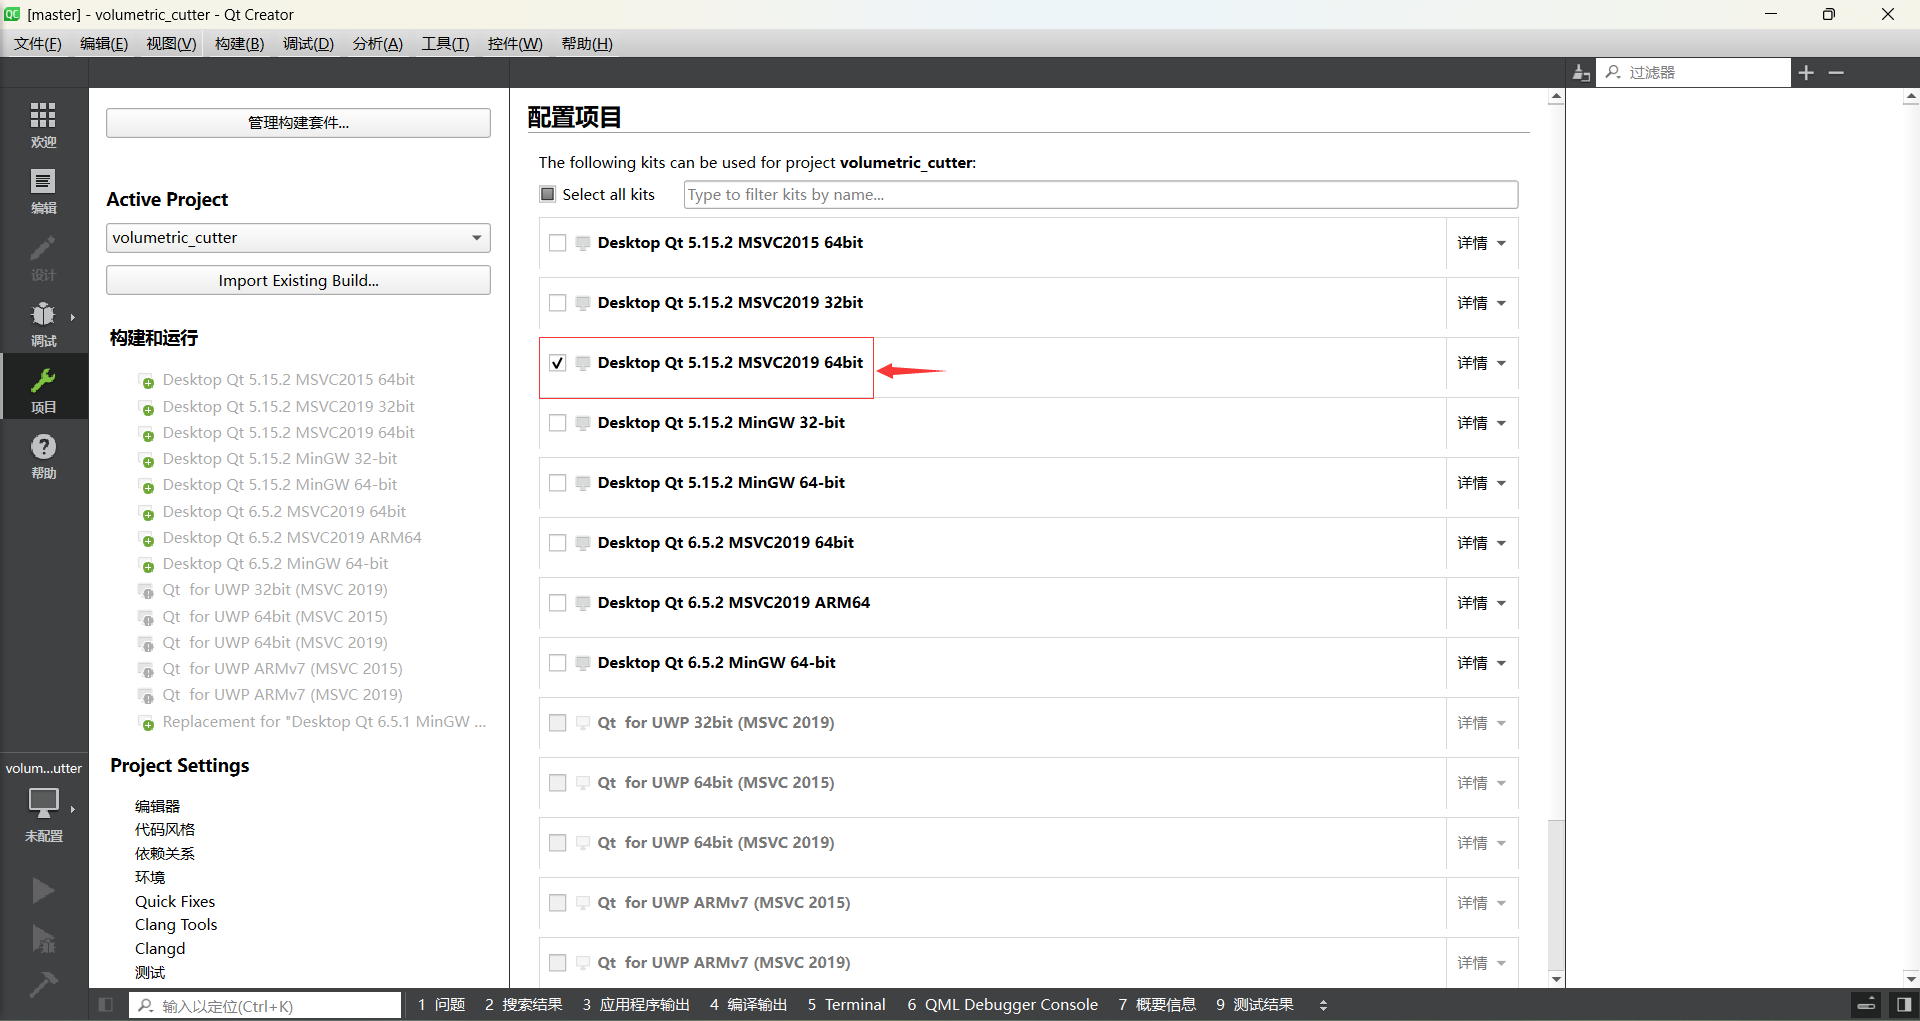 [master] - volumetric_cutter - Qt Creator
文件(F) 编辑(E) 视图(V) 构建(B) 调试(D) 分析(A) 工具(T) 控件(W) 帮助(H)
过滤器
欢迎
编辑
设计
调试
项目
帮助
volum...utter
未配置
管理构建套件...
Active Project
volumetric_cutter
Import Existing Build...
构建和运行
Desktop Qt 5.15.2 MSVC2015 64bit
Desktop Qt 5.15.2 MSVC2019 32bit
Desktop Qt 5.15.2 MSVC2019 64bit
Desktop Qt 5.15.2 MinGW 32-bit
Desktop Qt 5.15.2 MinGW 64-bit
Desktop Qt 6.5.2 MSVC2019 64bit
Desktop Qt 6.5.2 MSVC2019 ARM64
Desktop Qt 6.5.2 MinGW 64-bit
Qt  for UWP 32bit (MSVC 2019)
Qt  for UWP 64bit (MSVC 2015)
Qt  for UWP 64bit (MSVC 2019)
Qt  for UWP ARMv7 (MSVC 2015)
Qt  for UWP ARMv7 (MSVC 2019)
Replacement for "Desktop Qt 6.5.1 MinGW ...
Project Settings
编辑器
代码风格
依赖关系
环境
Quick Fixes
Clang Tools
Clangd
测试
配置项目
The following kits can be used for project volumetric_cutter:
Select all kits Type to filter kits by name...
Desktop Qt 5.15.2 MSVC2015 64bit 详情
Desktop Qt 5.15.2 MSVC2019 32bit 详情
Desktop Qt 5.15.2 MSVC2019 64bit 详情
Desktop Qt 5.15.2 MinGW 32-bit 详情
Desktop Qt 5.15.2 MinGW 64-bit 详情
Desktop Qt 6.5.2 MSVC2019 64bit 详情
Desktop Qt 6.5.2 MSVC2019 ARM64 详情
Desktop Qt 6.5.2 MinGW 64-bit 详情
Qt  for UWP 32bit (MSVC 2019) 详情
Qt  for UWP 64bit (MSVC 2015) 详情
Qt  for UWP 64bit (MSVC 2019) 详情
Qt  for UWP ARMv7 (MSVC 2015) 详情
Qt  for UWP ARMv7 (MSVC 2019) 详情
输入以定位(Ctrl+K) 1 问题 2 搜索结果 3 应用程序输出 4 编译输出 5 Terminal 6 QML Debugger Console 7 概要信息 9 测试结果